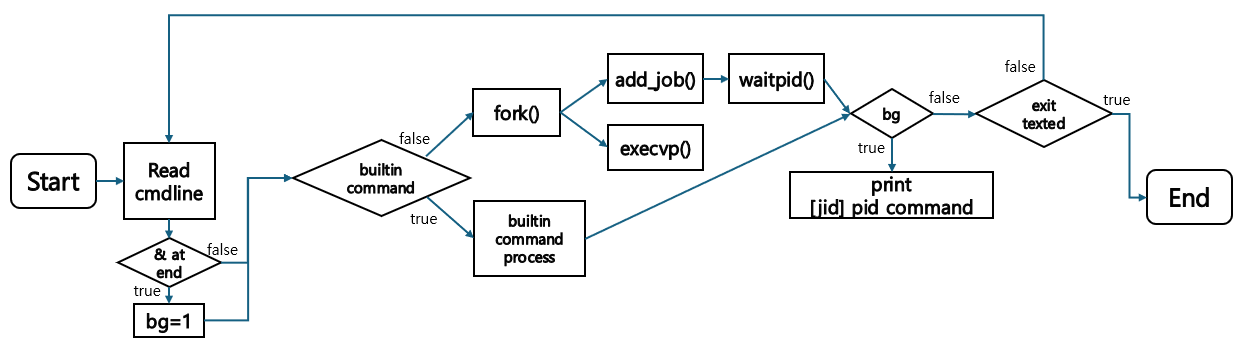 Start
Read
cmdline
& at
end
false
true
bg=1
builtin
command
false
true
fork()
builtin
command
process
add_job()
execvp()
waitpid()
bg
false
true
print
[jid] pid command
exit
texted
false
true
End